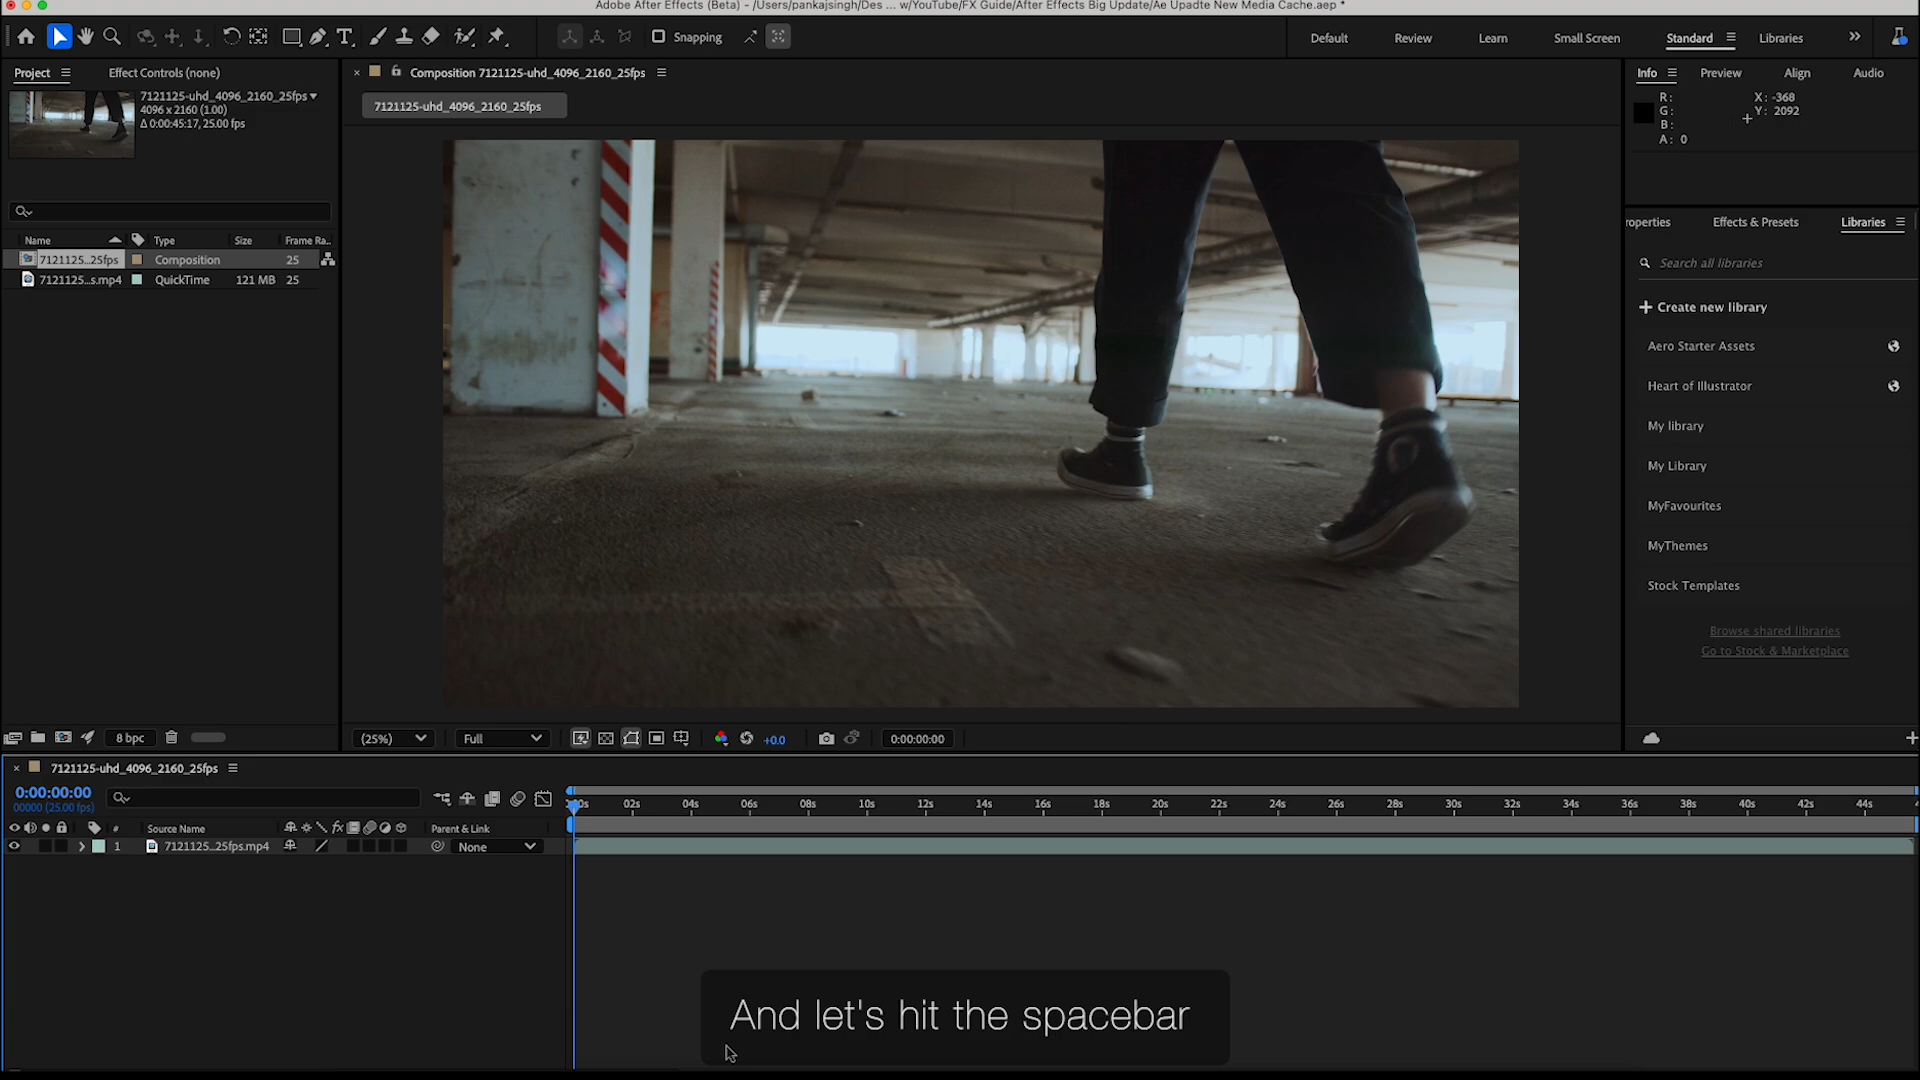 Adobe After Effects (Beta) - /Users/pankajsingh/Des ... w/YouTube/FX Guide/After Effects Big Update/Ae Upadte New Media Cache.aep *
Snapping
Default
Review
Learn
Small Screen
Standard
Libraries
Project
Effect Controls (none)
Composition 7121125-uhd_4096_2160_25fps
Info
Preview
Align
Audio
7121125-uhd_4096_2160_25fps
4096 x 2160 (1.00)
Δ 0:00:45:17, 25.00 fps
7121125-uhd_4096_2160_25fps
R:
G:
B:
A: 0
X: -368
Y: 2092
Name
Type
Size
Frame Ra..
7121125...25fps
Composition
25
7121125...s.mp4
QuickTime
121 MB
25
roperties
Effects & Presets
Libraries
Search all libraries
Create new library
Aero Starter Assets
Heart of Illustrator
My library
My Library
MyFavourites
MyThemes
Stock Templates
Browse shared libraries
Go to Stock & Marketplace
8 bpc
(25%)
Full
+0.0
0:00:00:00
7121125-uhd_4096_2160_25fps
0:00:00:00
00000 (25.00 fps)
00s 02s 04s 06s 08s 10s 12s 14s 16s 18s 20s 22s 24s 26s 28s 30s 32s 34s 36s 38s 40s 42s 44s
#
Source Name
fx
Parent & Link
1
7121125...25fps.mp4
None
And let's hit the spacebar